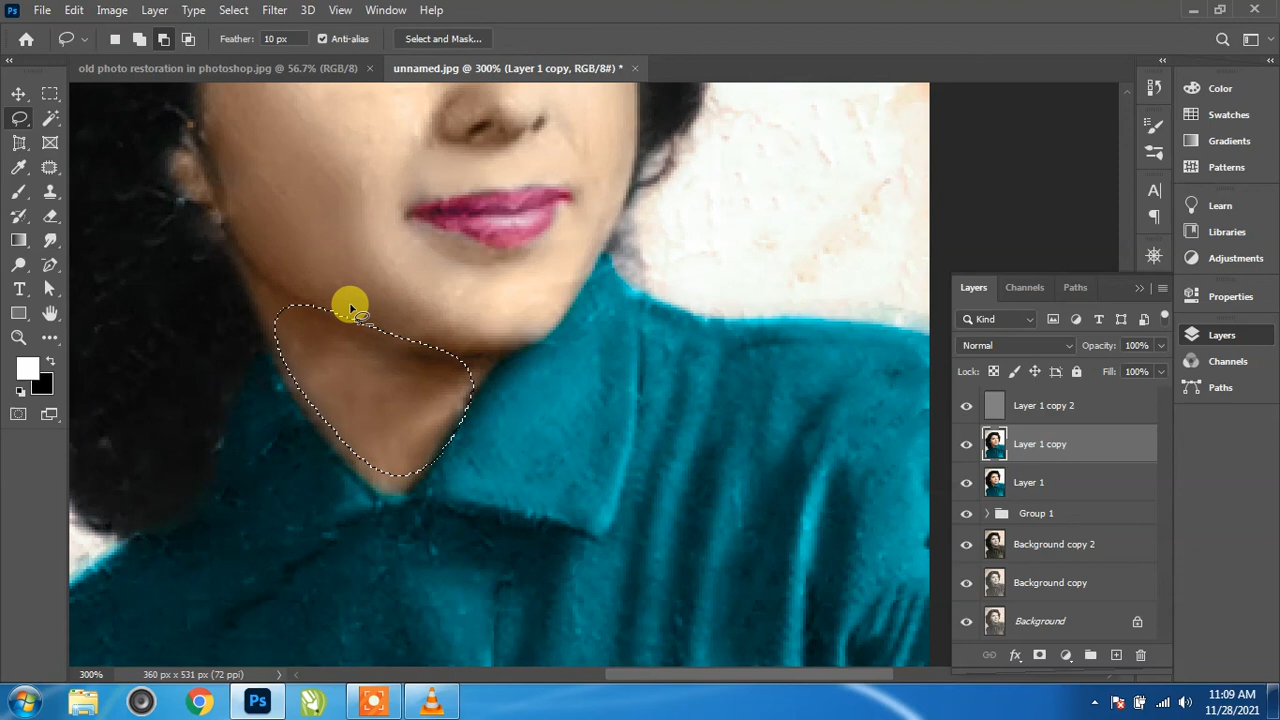 Ps File Edit Image Layer Type Select Filter 3D View Window Help
Feather: 10 px Anti-alias Select and Mask...
old photo restoration in photoshop.jpg @ 56.7% (RGB/8) × unnamed.jpg @ 300% (Layer 1 copy, RGB/8#) * ×
Color
Swatches
Gradients
Patterns
Learn
Libraries
Adjustments
Properties
Layers
Channels
Paths
Layers Channels Paths
Kind
Normal Opacity: 100%
Lock: Fill: 100%
Layer 1 copy 2
Layer 1 copy
Layer 1
Group 1
Background copy 2
Background copy
Background
300% 360 px x 531 px (72 ppi)
Ps
11:09 AM
11/28/2021